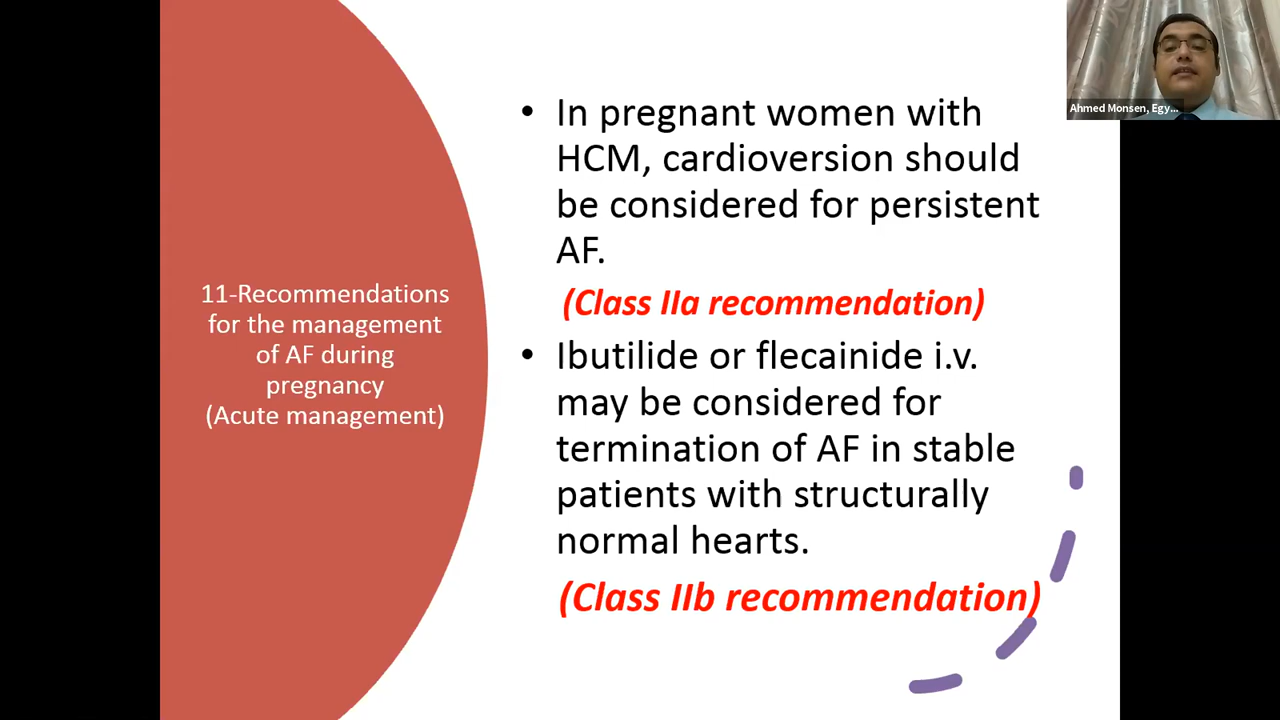 Ahmed Monsen, Egy...
11-Recommendations
for the management
of AF during
pregnancy
(Acute management)
• In pregnant women with
HCM, cardioversion should
be considered for persistent
AF.
(Class IIa recommendation)
• Ibutilide or flecainide i.v.
may be considered for
termination of AF in stable
patients with structurally
normal hearts.
(Class IIb recommendation)